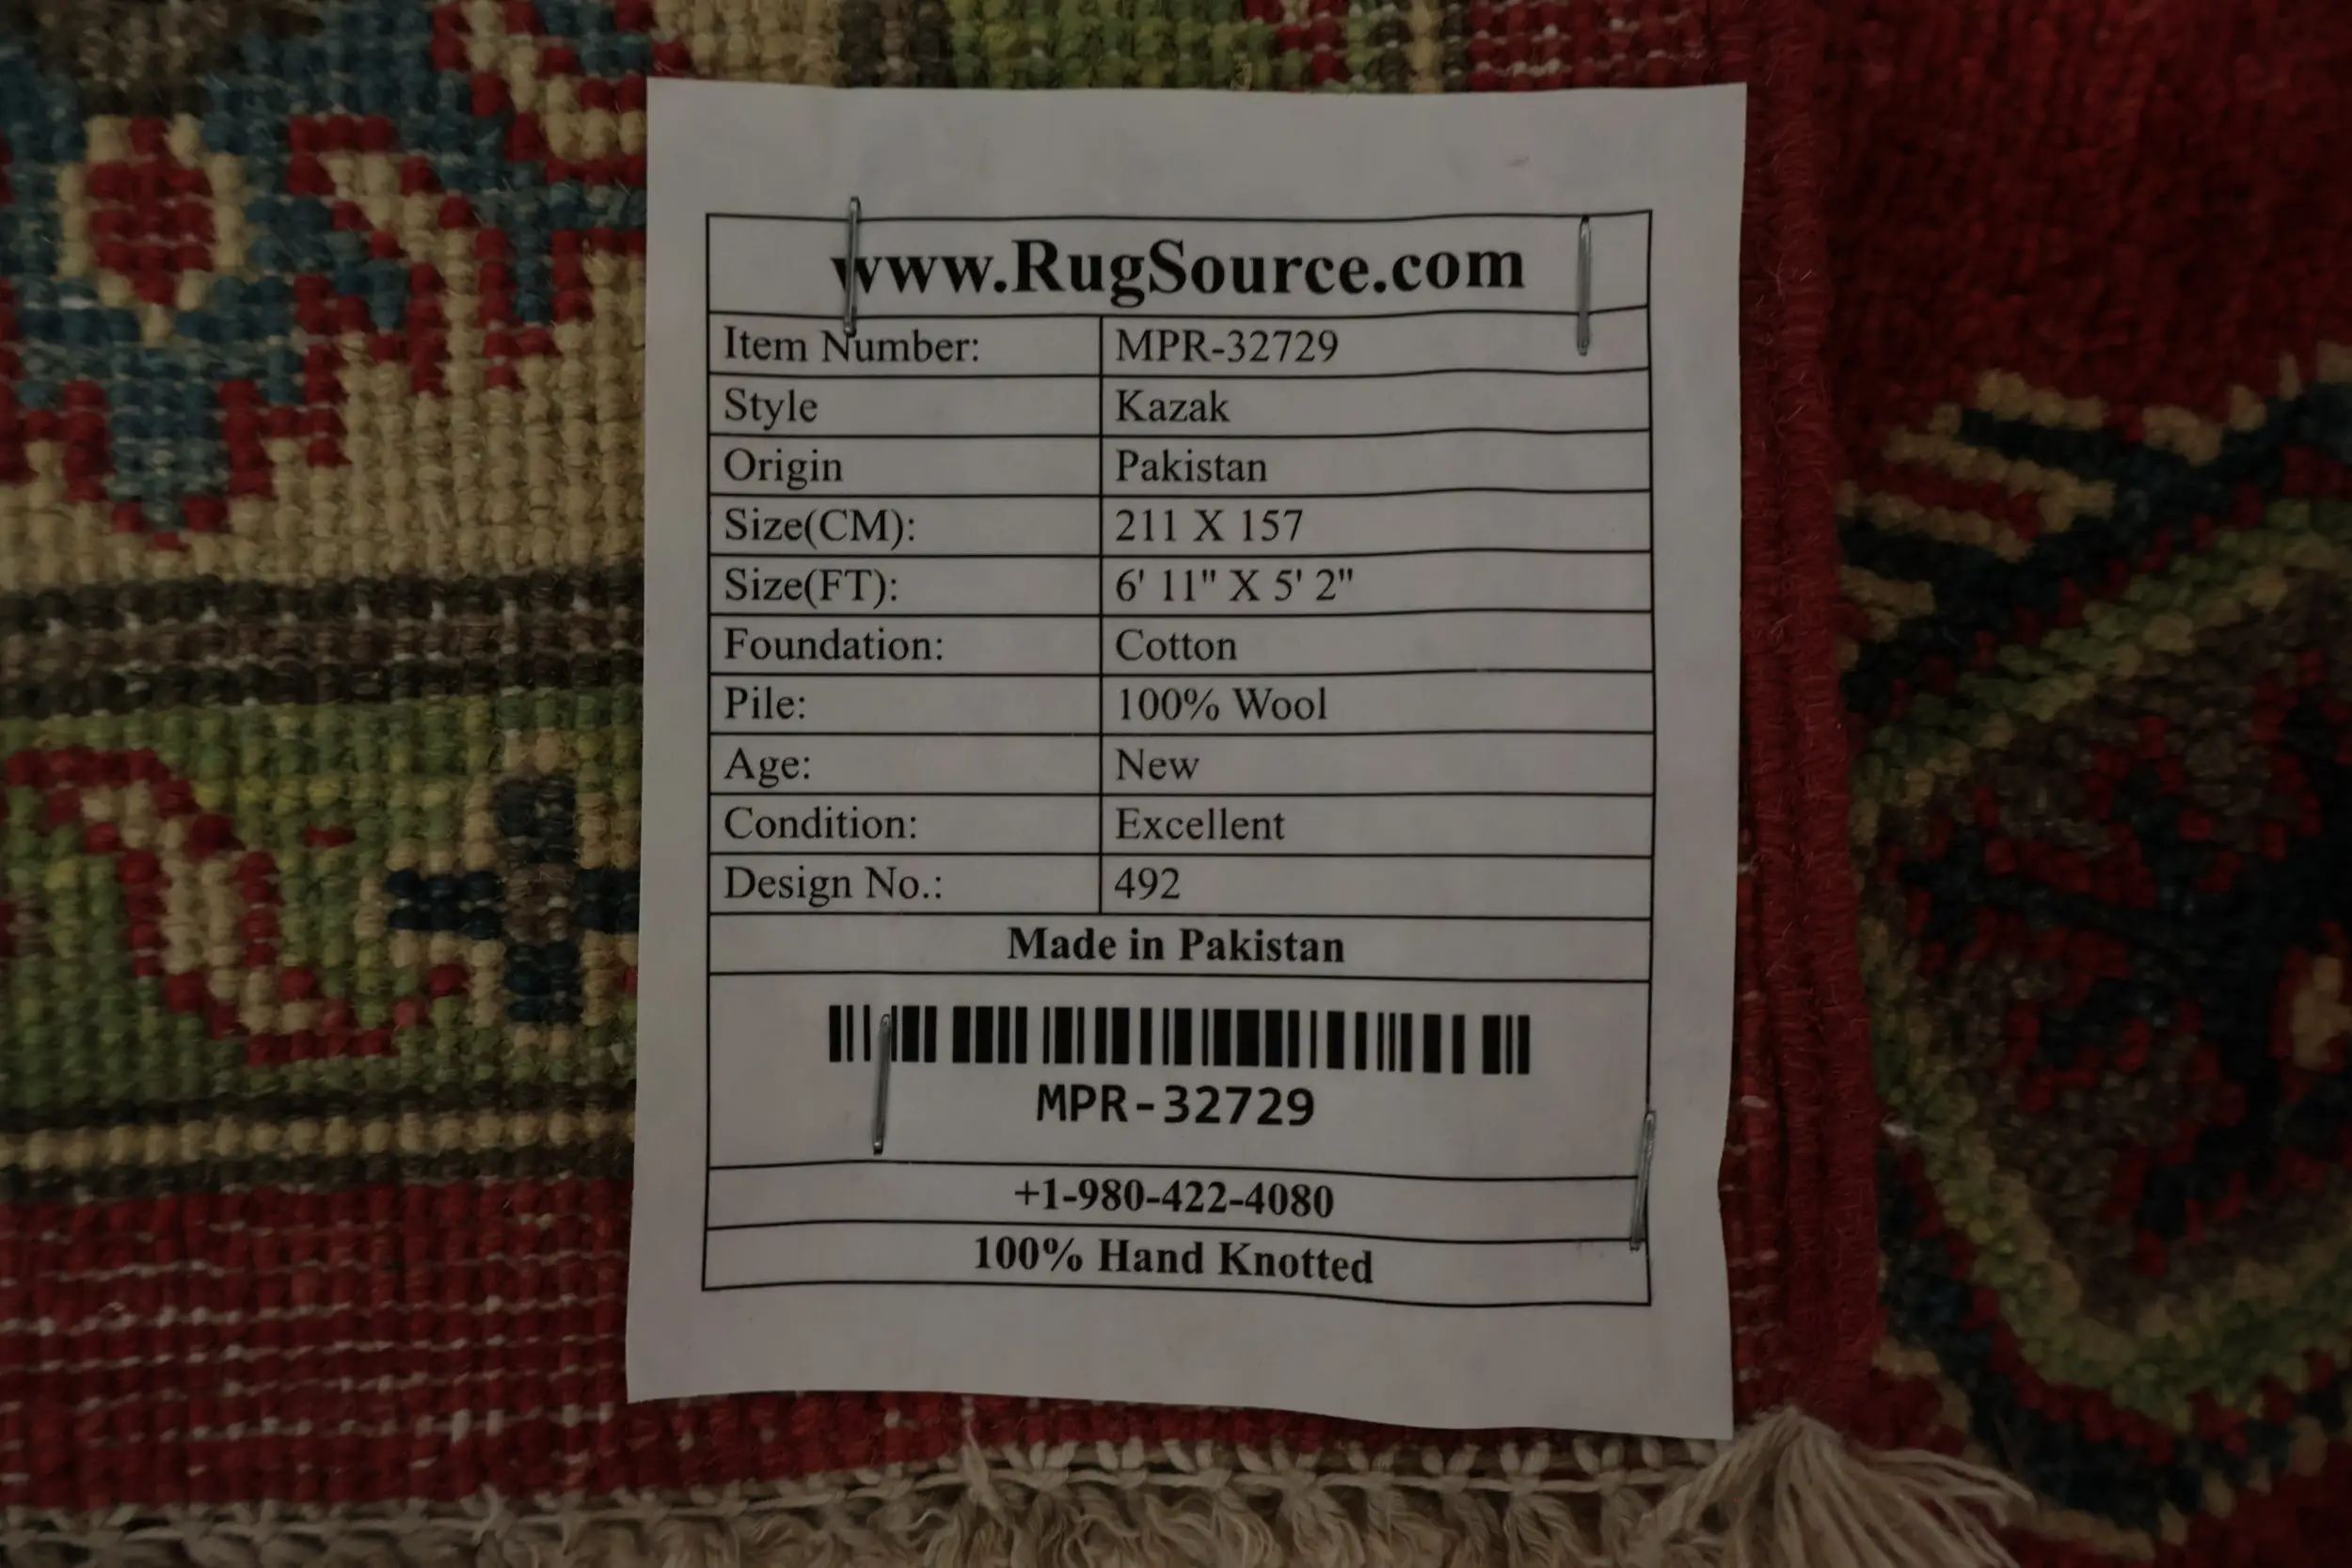 www.RugSource.com
Item Number: MPR-32729
Style Kazak
Origin Pakistan
Size(CM): 211 X 157
Size(FT): 6' 11" X 5' 2"
Foundation: Cotton
Pile: 100% Wool
Age: New
Condition: Excellent
Design No.: 492
Made in Pakistan
MPR-32729
+1-980-422-4080
100% Hand Knotted